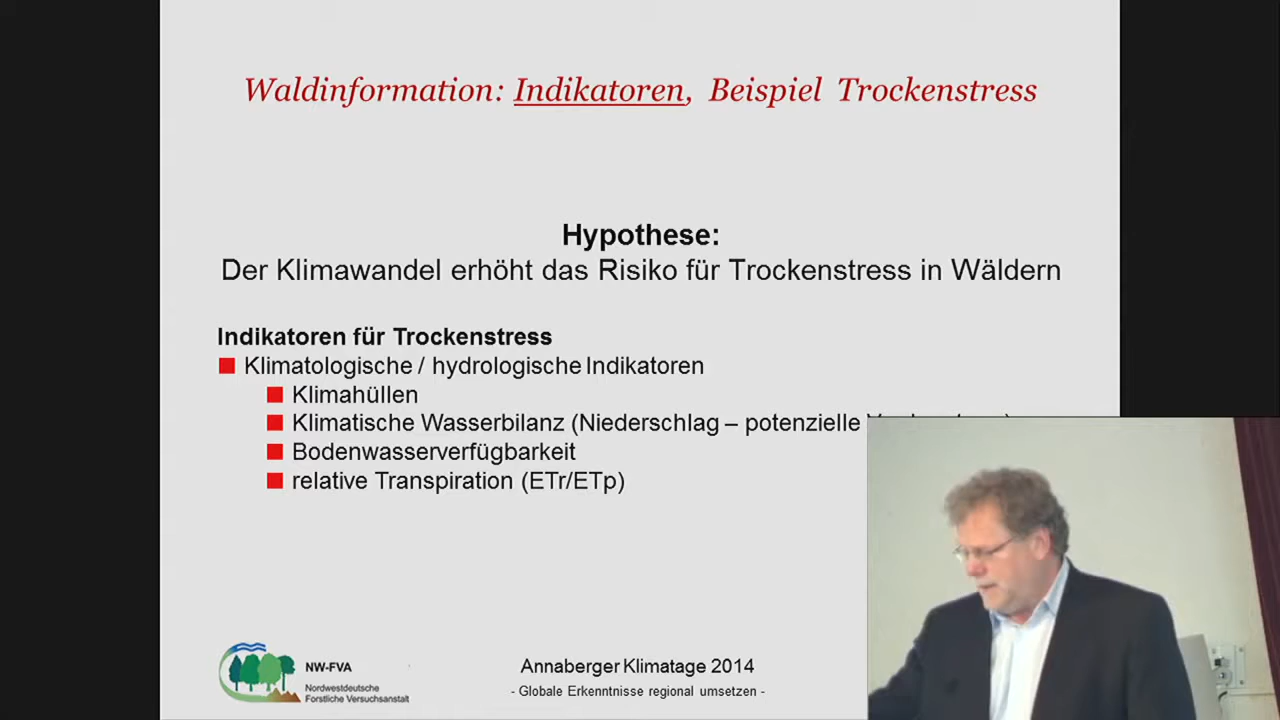 Waldinformation: Indikatoren, Beispiel Trockenstress
Hypothese:
Der Klimawandel erhöht das Risiko für Trockenstress in Wäldern
Indikatoren für Trockenstress
Klimatologische / hydrologische Indikatoren
Klimahüllen
Klimatische Wasserbilanz (Niederschlag – potenzielle
Bodenwasserverfügbarkeit
relative Transpiration (ETr/ETp)
NW-FVA
Nordwestdeutsche
Forstliche Versuchsanstalt
Annaberger Klimatage 2014
- Globale Erkenntnisse regional umsetzen -